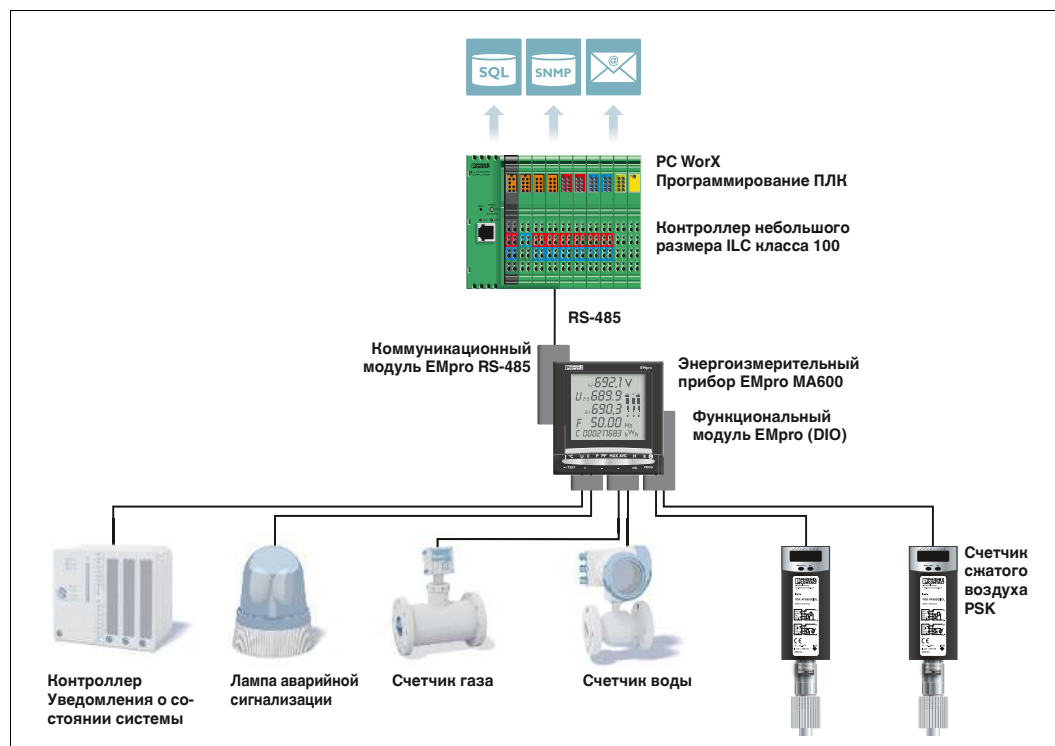 SQL
SNMP
@
PC WorX
Программирование ПЛК
Контроллер небольшого
размера ILC класса 100
RS-485
Коммуникационный
модуль EMpro RS-485
Энергоизмерительный
прибор EMpro MA600
Функциональный
модуль EMpro (DIO)
EMpro
692.1 V
U 689.9
690.3
F 50.00 Hz
C 000217683 kWh
Счетчик
сжатого
воздуха
PSK
Контроллер
Уведомления о со-
стоянии системы
Лампа аварийной
сигнализации
Счетчик газа
Счетчик воды